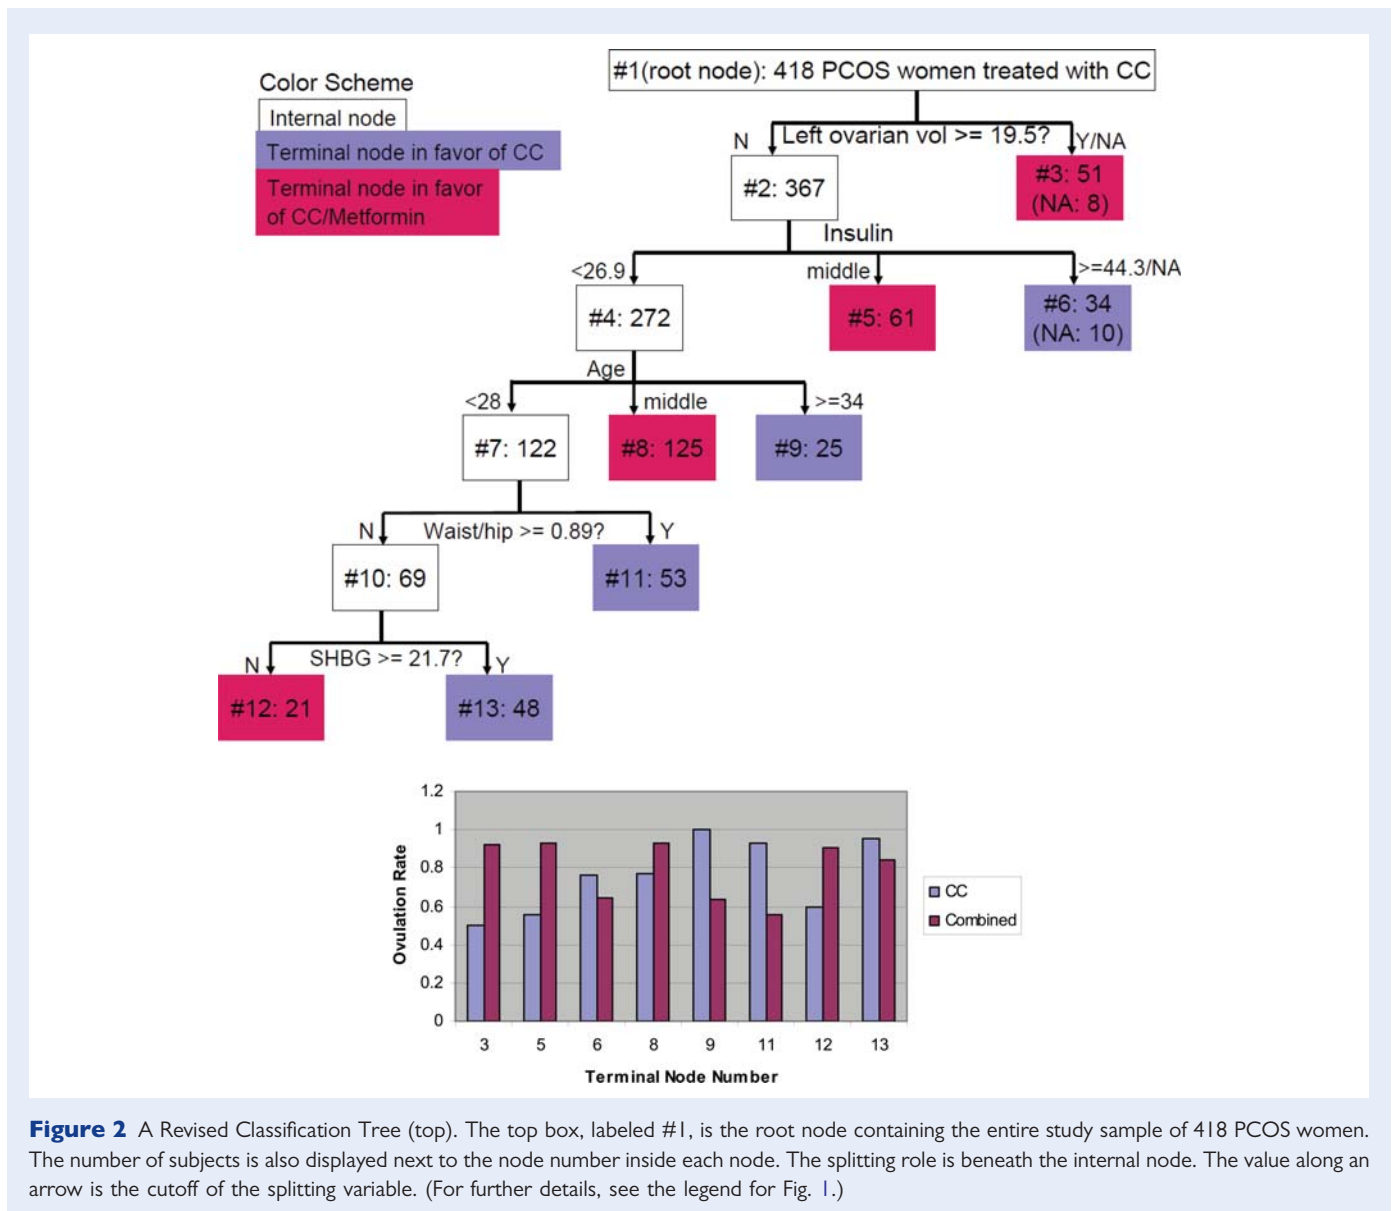 #1(root node): 418 PCOS women treated with CC
Color Scheme
Internal node
Terminal node in favor of CC
Terminal node in favor
of CC/Metformin
N
Left ovarian vol >= 19.5?
Y/NA
#2: 367
#3: 51
(NA: 8)
Insulin
<26.9
middle
>=44.3/NA
#4: 272
#5: 61
#6: 34
(NA: 10)
Age
<28
middle
>=34
#7: 122
#8: 125
#9: 25
N
Waist/hip >= 0.89?
Y
#10: 69
#11: 53
N
SHBG >= 21.7?
Y
#12: 21
#13: 48
1.2
1
0.8
0.6
0.4
0.2
0
Ovulation Rate
3 5 6 8 9 11 12 13
Terminal Node Number
CC
Combined
Figure 2 A Revised Classification Tree (top). The top box, labeled #1, is the root node containing the entire study sample of 418 PCOS women.
The number of subjects is also displayed next to the node number inside each node. The splitting role is beneath the internal node. The value along an
arrow is the cutoff of the splitting variable. (For further details, see the legend for Fig. 1.)